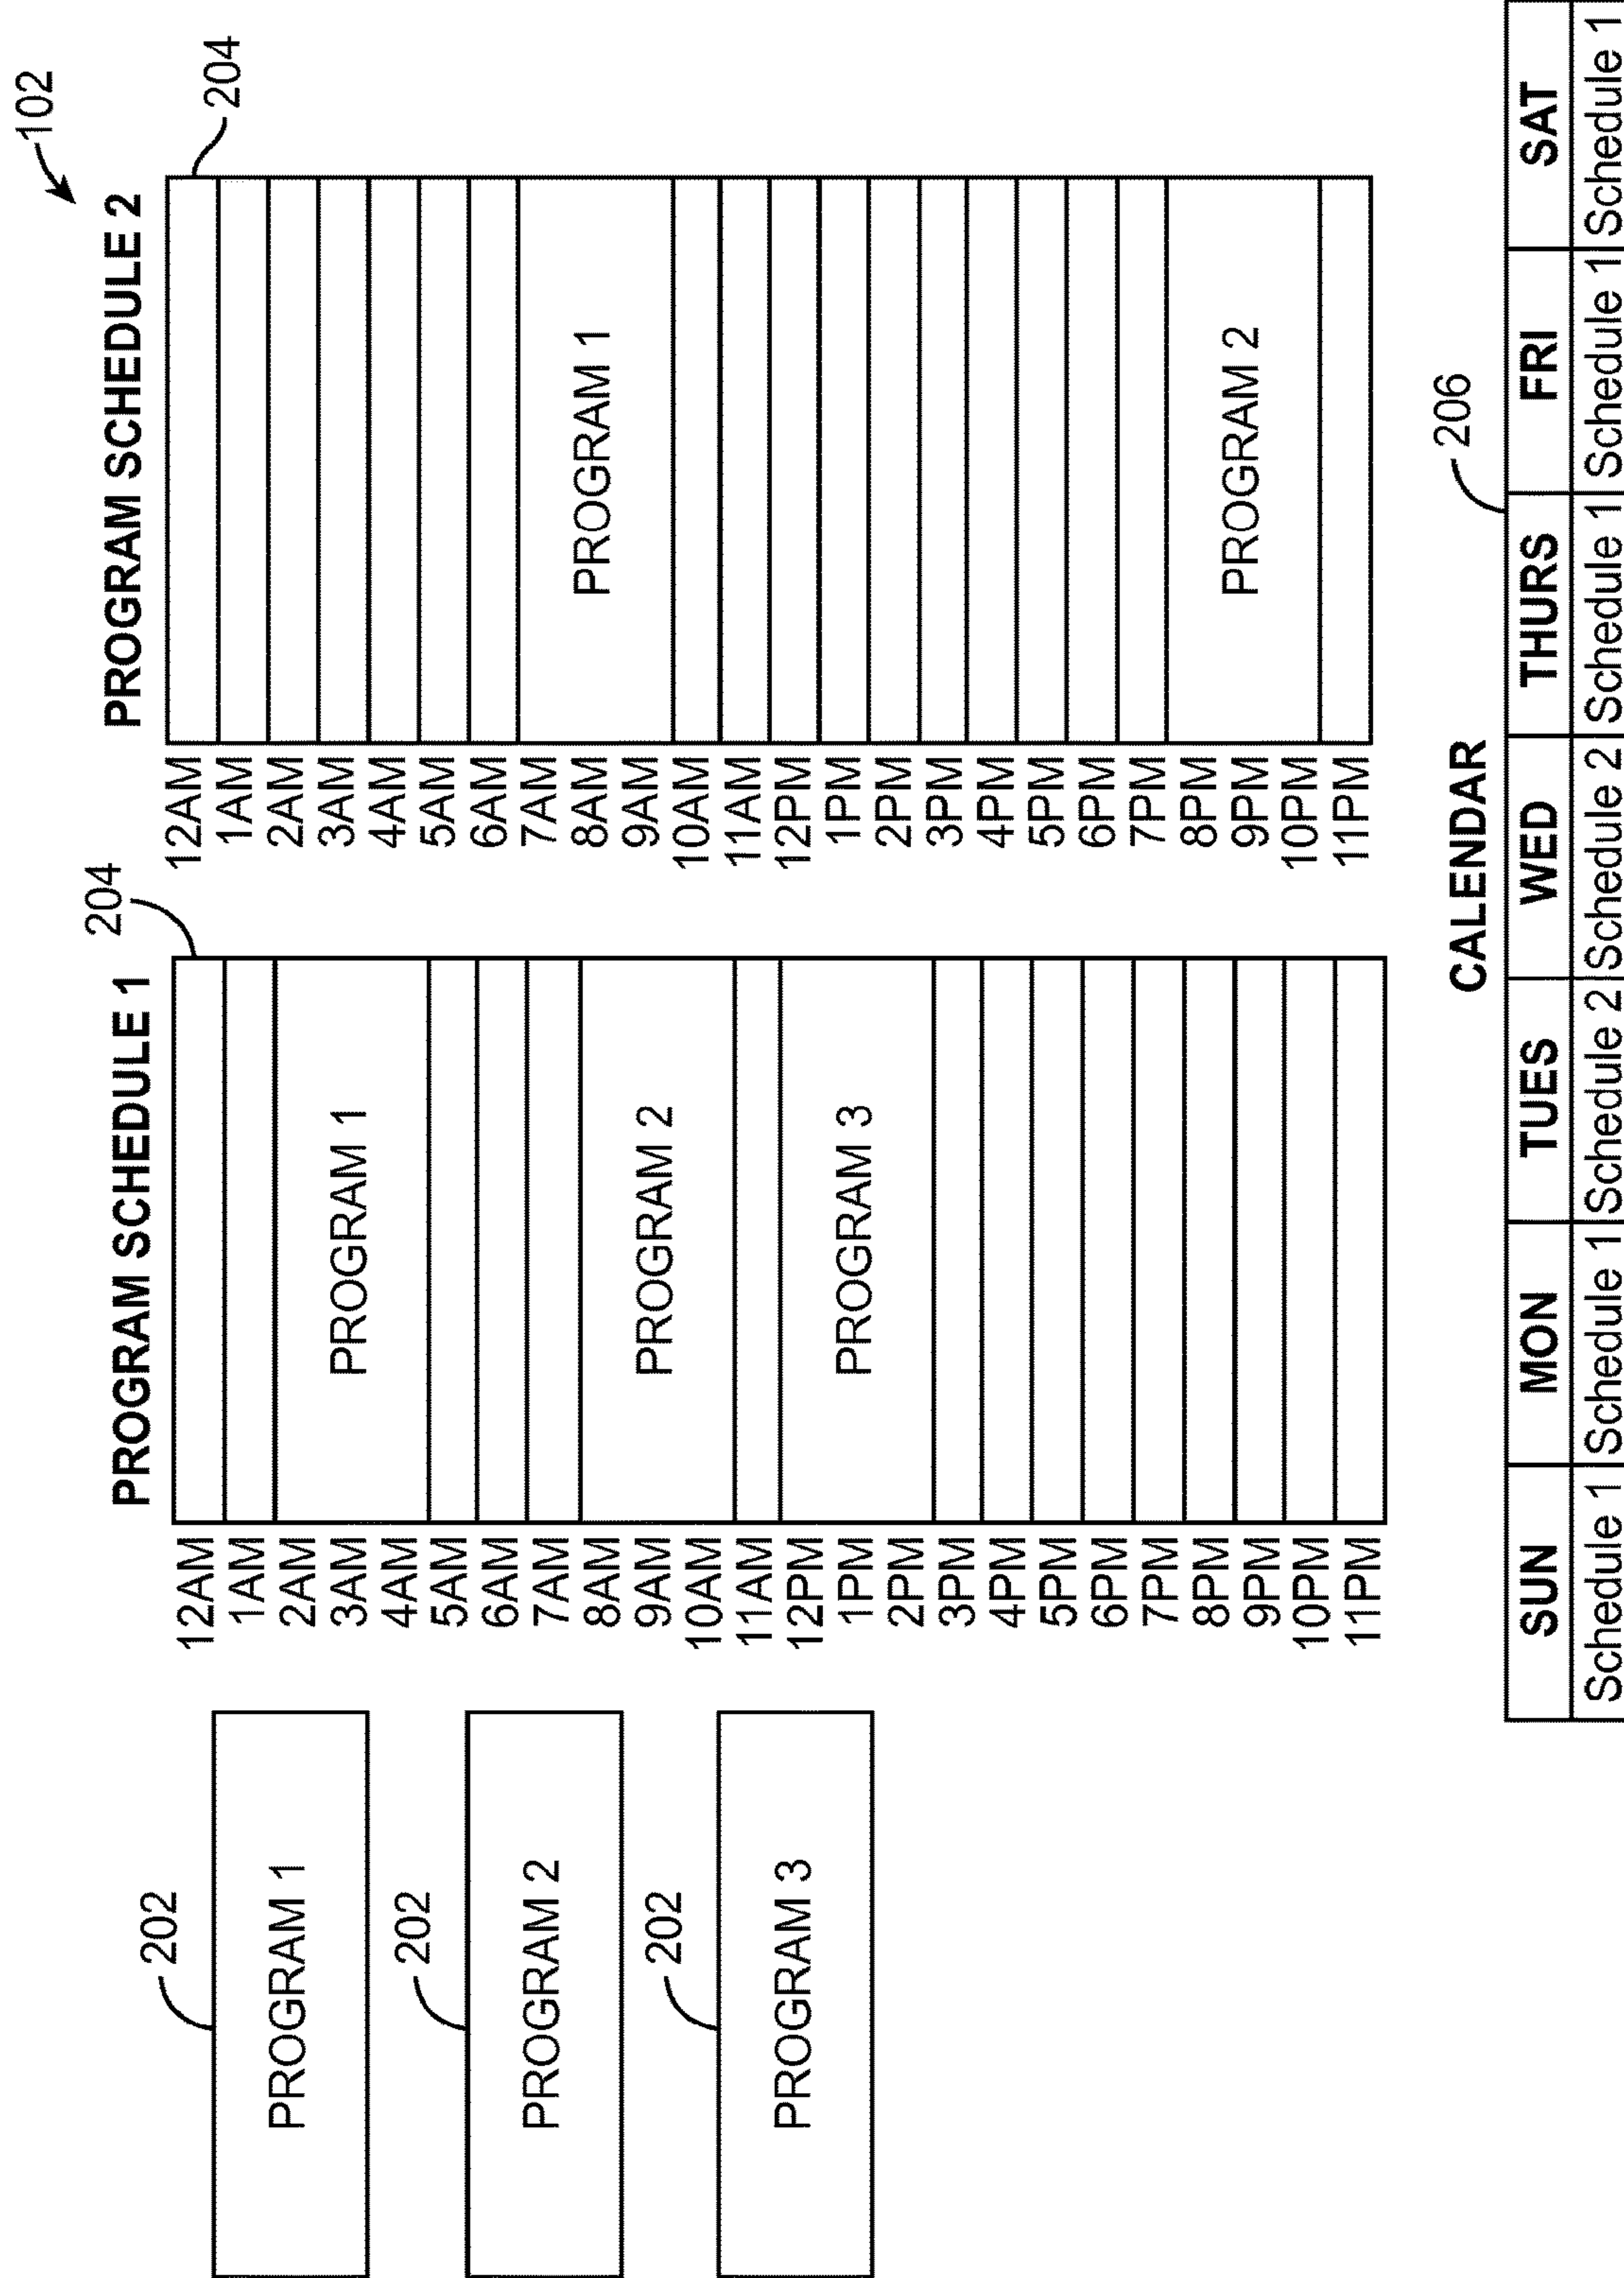 102
202
PROGRAM 1
202
PROGRAM 2
202
PROGRAM 3
PROGRAM SCHEDULE 1
204
12AM
1AM
2AM
3AM
4AM
5AM
6AM
7AM
8AM
9AM
10AM
11AM
12PM
1PM
2PM
3PM
4PM
5PM
6PM
7PM
8PM
9PM
10PM
11PM
PROGRAM 1
PROGRAM 2
PROGRAM 3
PROGRAM SCHEDULE 2
204
12AM
1AM
2AM
3AM
4AM
5AM
6AM
7AM
8AM
9AM
10AM
11AM
12PM
1PM
2PM
3PM
4PM
5PM
6PM
7PM
8PM
9PM
10PM
11PM
PROGRAM 1
PROGRAM 2
CALENDAR
206
SUN MON TUES WED THURS FRI SAT
Schedule 1 Schedule 1 Schedule 2 Schedule 2 Schedule 1 Schedule 1 Schedule 1